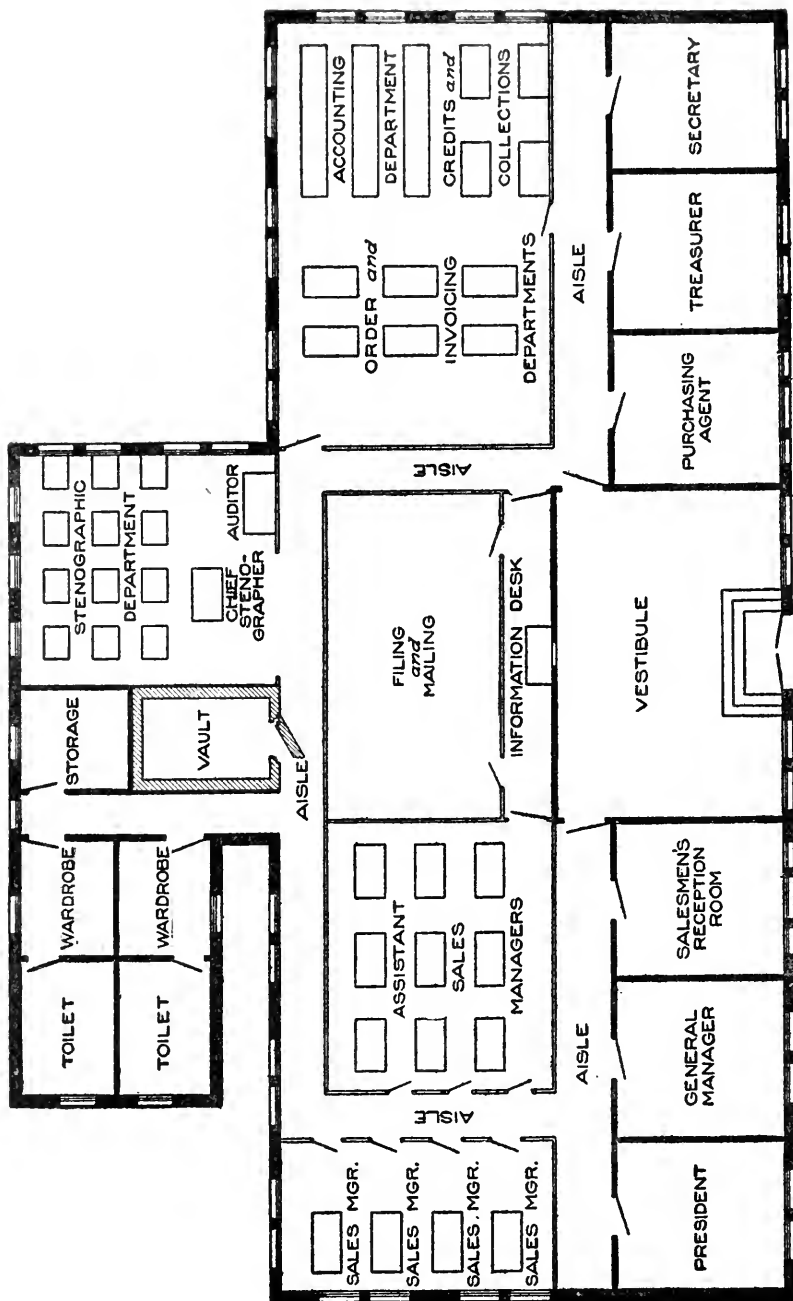 TOILET
WARDROBE
STORAGE
STENOGRAPHIC
DEPARTMENT
TOILET
WARDROBE
VAULT
CHIEF
STENO-
GRAPHER
AUDITOR
AISLE
SALES MGR.
SALES MGR.
SALES MGR.
SALES MGR.
AISLE
ASSISTANT
SALES
MANAGERS
FILING
and
MAILING
INFORMATION DESK
AISLE
ORDER and
INVOICING
DEPARTMENTS
ACCOUNTING
DEPARTMENT
CREDITS and
COLLECTIONS
AISLE
AISLE
PRESIDENT
GENERAL
MANAGER
SALESMEN'S
RECEPTION
ROOM
VESTIBULE
PURCHASING
AGENT
TREASURER
SECRETARY